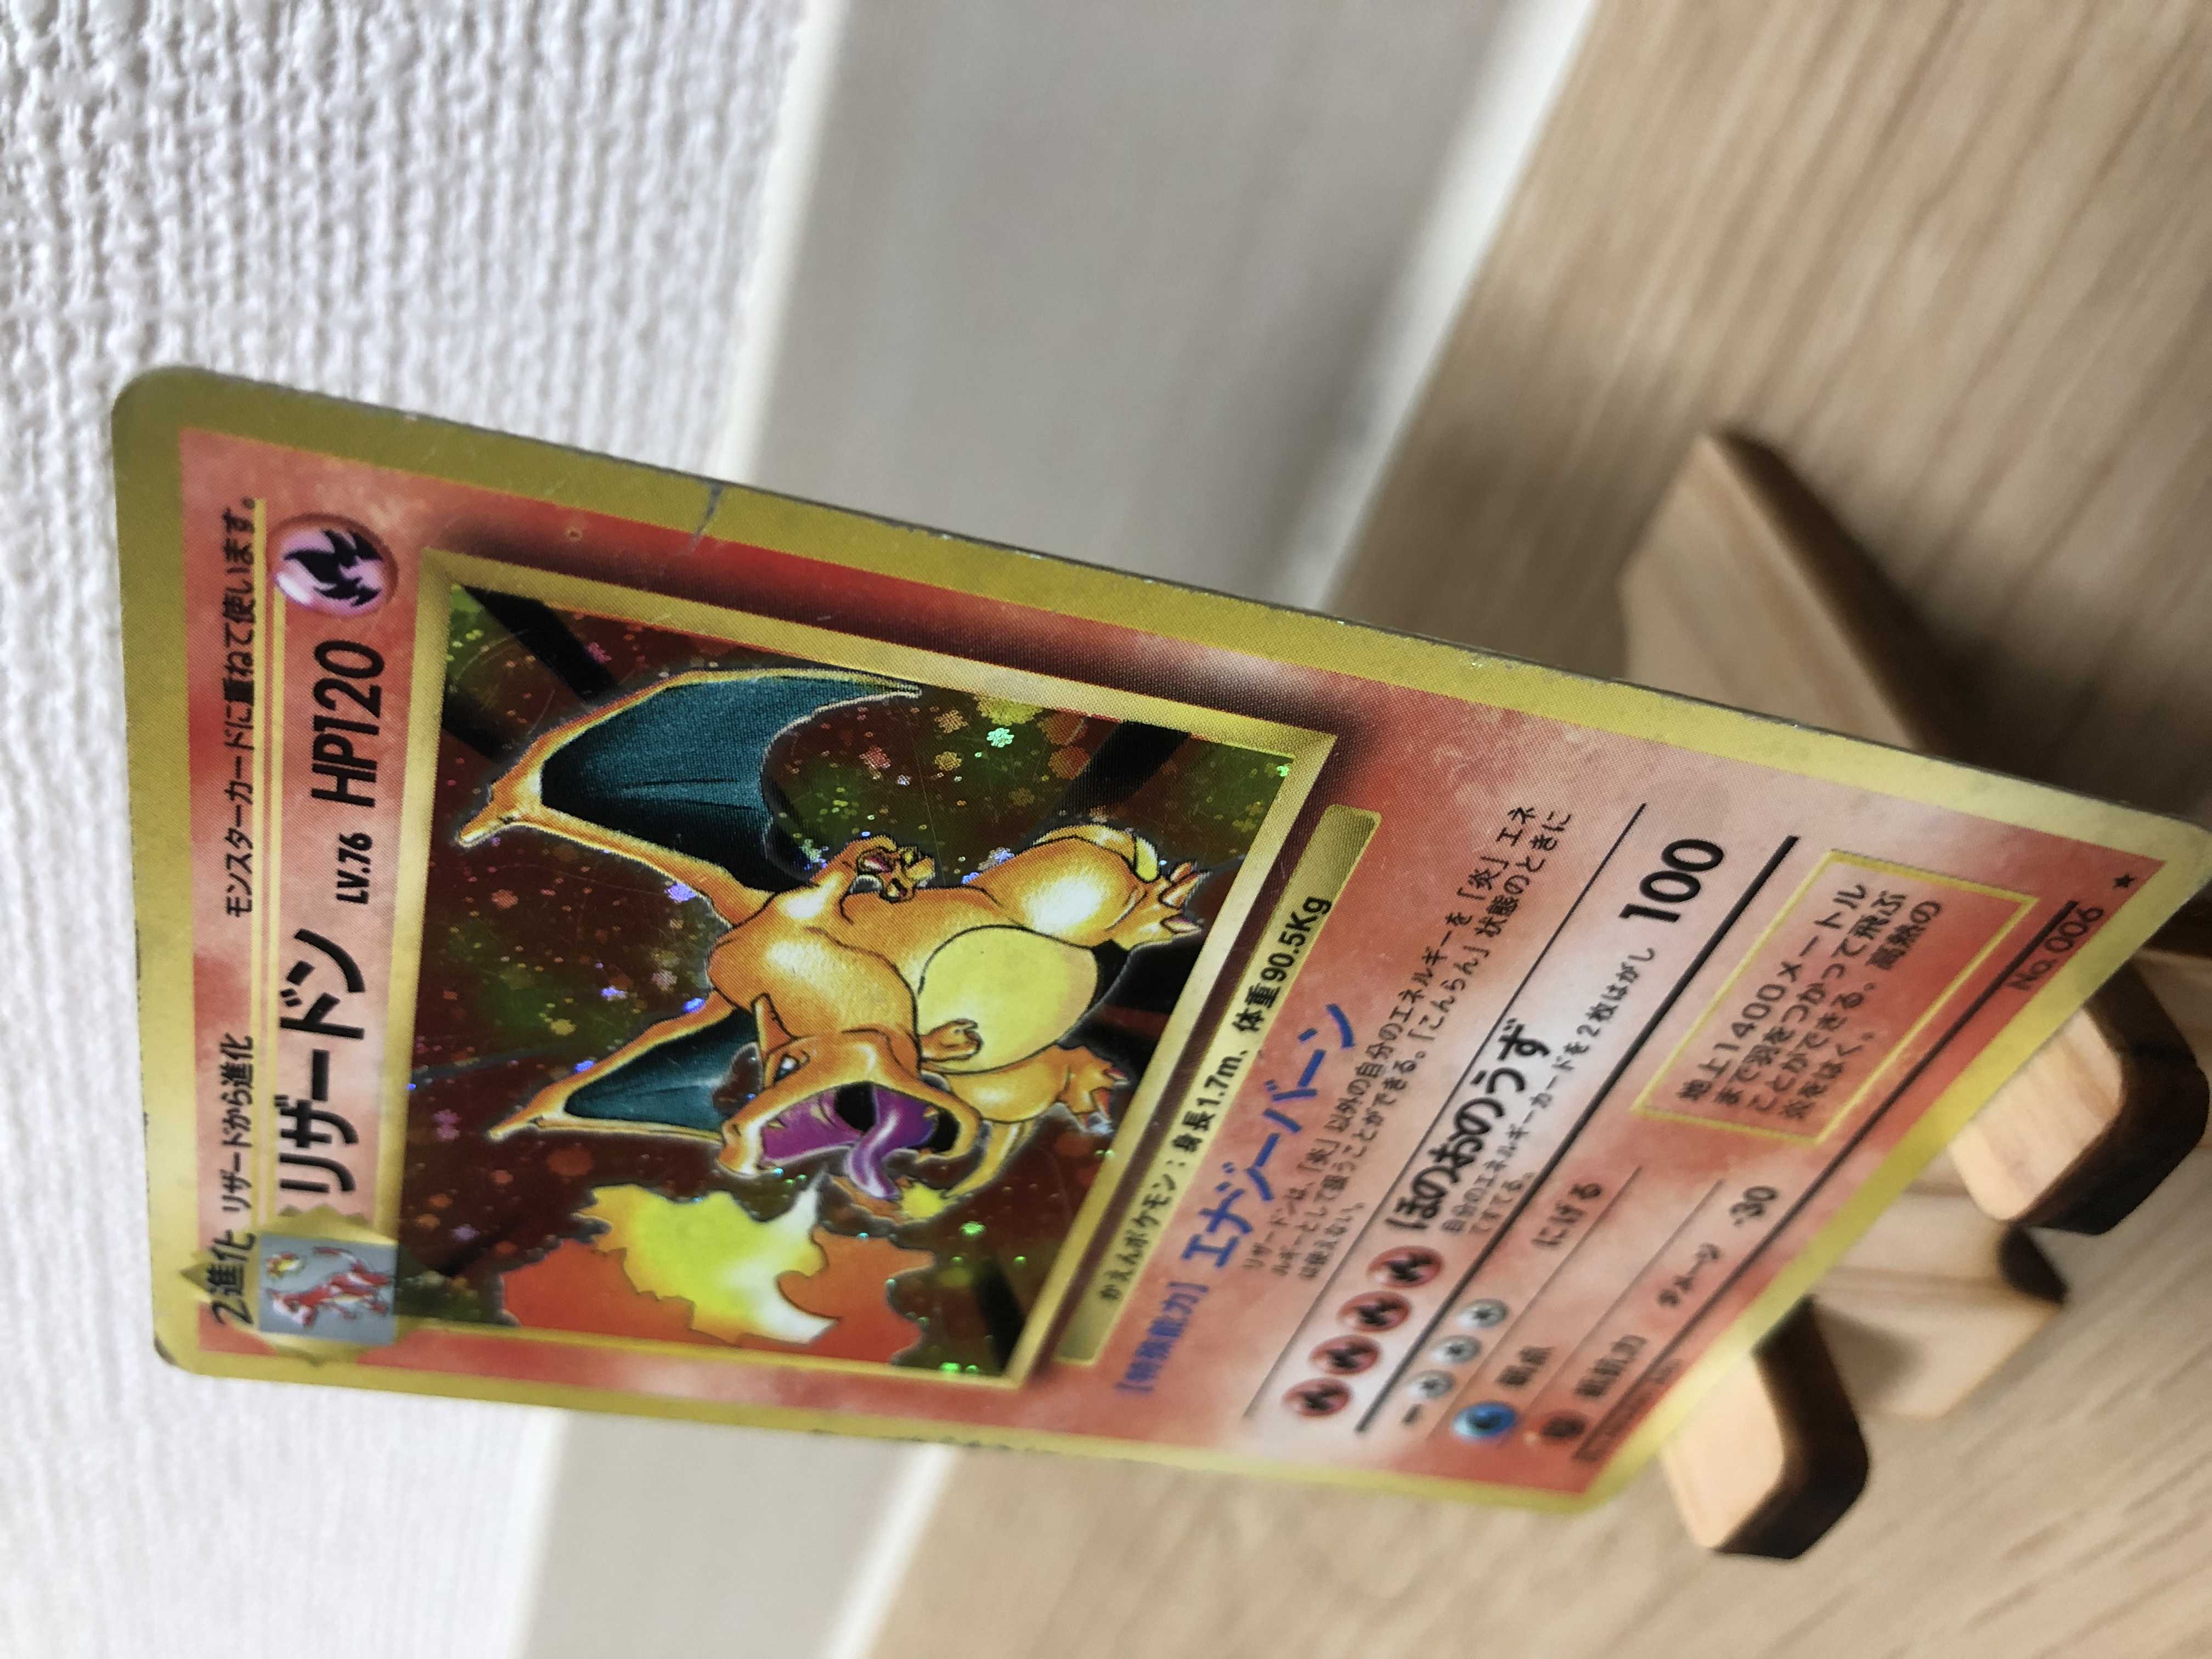 2進化 リザードから進化 モンスターカードに重ねて使います。
リザードン LV.76 HP120
かえんポケモン:身長1.7m、体重90.5Kg
【特殊能力】エナジーバーン
リザードンは、「炎」以外の自分のエネルギーを「炎」エネ
ルギーとして扱うことができる。「こんらん」状態のときに
は使えない。
ほのおのうず 100
自分のエネルギーカードを2枚はがし
てすてる。
にげる
弱点
抵抗力 ダメージ -30
地上1400メートル
まで羽をつかって飛ぶ
ことができる。高熱の
炎をはく。
No.006